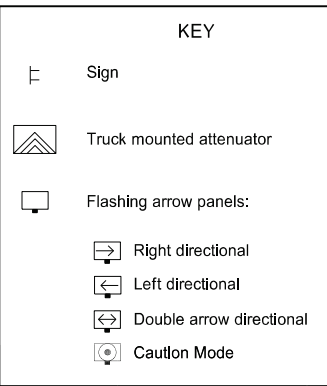 KEY
Sign
Truck mounted attenuator
Flashing arrow panels:
Right directional
Left directional
Double arrow directional
Caution Mode